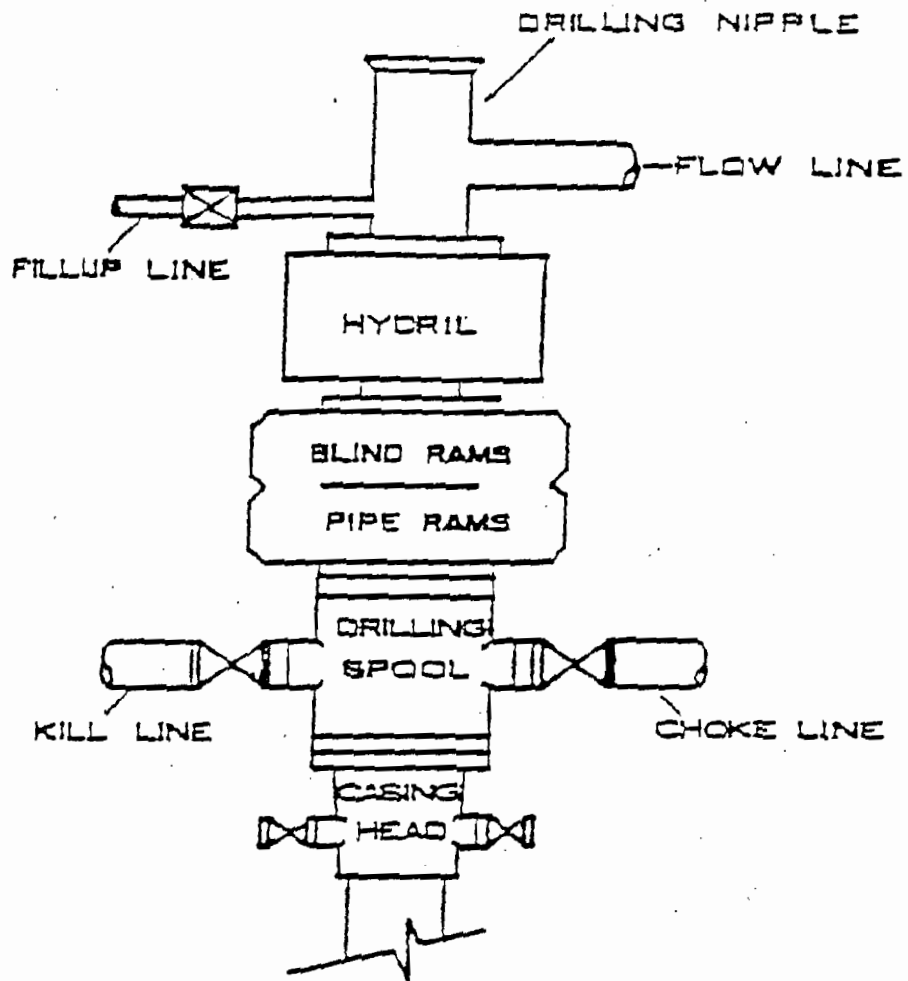 DRILLING NIPPLE
FLOW LINE
FILLUP LINE
HYDRIL
BLIND RAMS
PIPE RAMS
DRILLING
SPOOL
KILL LINE
CHOKE LINE
CASING
HEAD